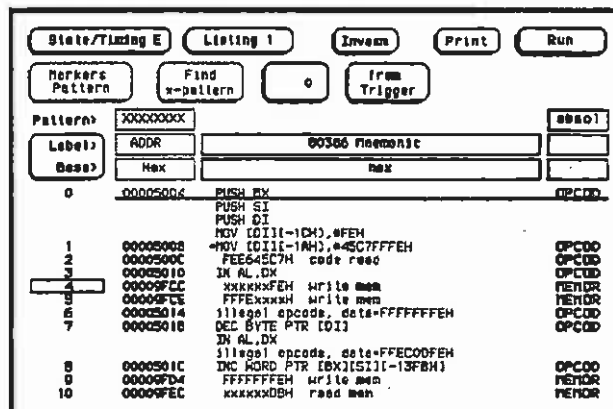 State/Timing E Listing 1 Invasm Print Run
Markers Pattern Find x-pattern 0 from Trigger
Pattern> XXXXXXXX absol
Label> ADDR 80386 Mnemonic
Base> Hex hex
0 00005004 PUSH BX OPCOD
PUSH SI
PUSH DI
MOV [DI][-1CH],#FEH
1 00005008 *MOV [DI][-1AH],#45C7FFFEH OPCOD
2 0000500C FEE645C7H code read OPCOD
3 00005010 IN AL,DX OPCOD
4 00009FCC xxxxxxFEH write mem MEMOR
5 00009FCE FFFExxxxH write mem MEMOR
6 00005014 illegal opcode, data=FFFFFFFEH OPCOD
7 00005018 DEC BYTE PTR [DI] OPCOD
IN AL,DX
illegal opcode, data=FFECODFEH
8 0000501C INC WORD PTR [BX][SI][-13FBH] OPCOD
9 00009FD4 FFFFFFFEH write mem MEMOR
10 00009FEC xxxxxxDBH read mem MEMOR